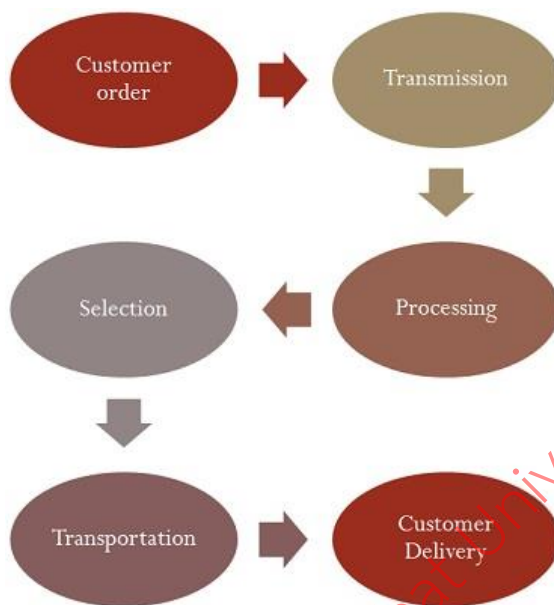 Customer
order
Transmission
Processing
Selection
Transportation
Customer
Delivery